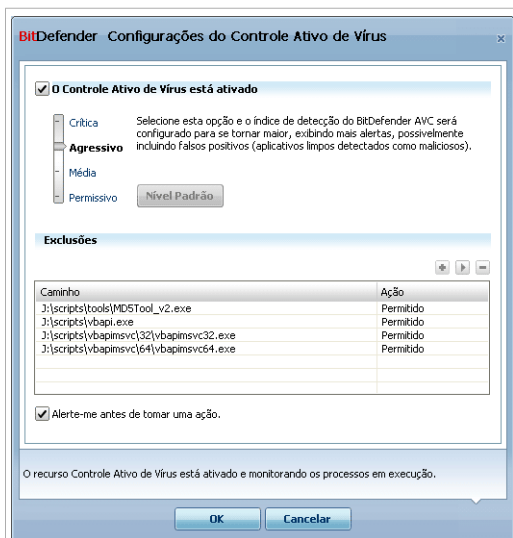 BitDefender Configurações do Controle Ativo de Vírus
O Controle Ativo de Vírus está ativado
Crítica
Agressivo
Média
Permissivo
Selecione esta opção e o índice de detecção do BitDefender AVC será
configurado para se tornar maior, exibindo mais alertas, possivelmente
incluindo falsos positivos (aplicativos limpos detectados como maliciosos).
Nível Padrão
Exclusões
Caminho Ação
J:\scripts\tools\MD5Tool_v2.exe Permitido
J:\scripts\vbapi.exe Permitido
J:\scripts\vbapimsvc\32\vbapimsvc32.exe Permitido
J:\scripts\vbapimsvc\64\vbapimsvc64.exe Permitido
Alerte-me antes de tomar uma ação.
O recurso Controle Ativo de Vírus está ativado e monitorando os processos em execução.
OK Cancelar